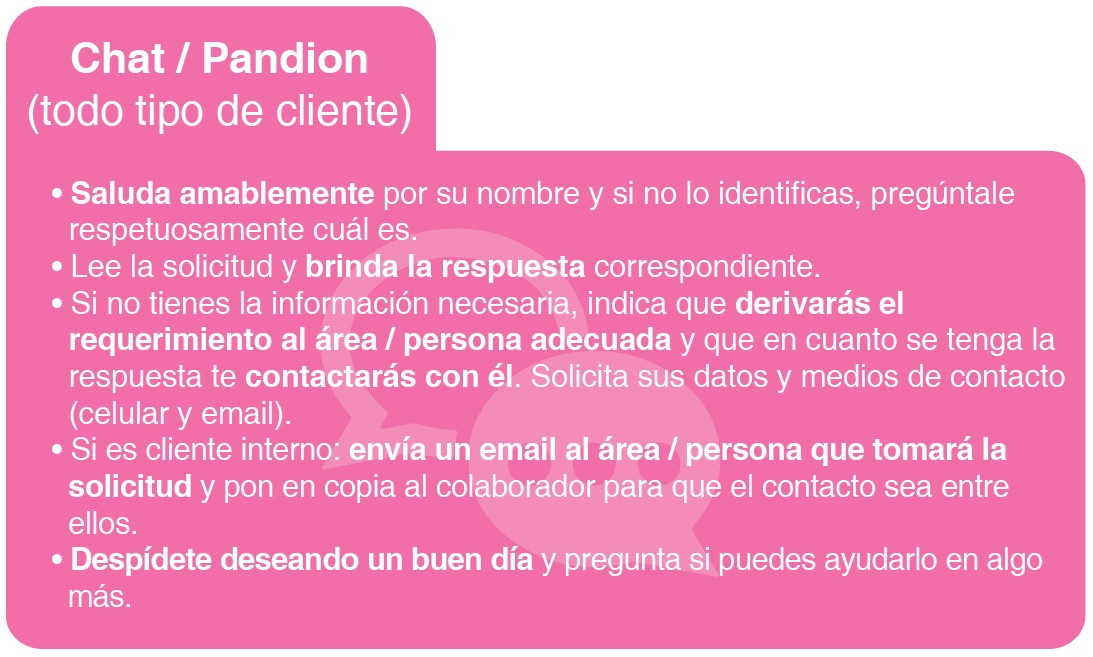 Chat / Pandion
(todo tipo de cliente)
• Saluda amablemente por su nombre y si no lo identificas, pregúntale
respetuosamente cuál es.
• Lee la solicitud y brinda la respuesta correspondiente.
• Si no tienes la información necesaria, indica que derivarás el
requerimiento al área / persona adecuada y que en cuanto se tenga la
respuesta te contactarás con él. Solicita sus datos y medios de contacto
(celular y email).
• Si es cliente interno: envía un email al área / persona que tomará la
solicitud y pon en copia al colaborador para que el contacto sea entre
ellos.
• Despídete deseando un buen día y pregunta si puedes ayudarlo en algo
más.